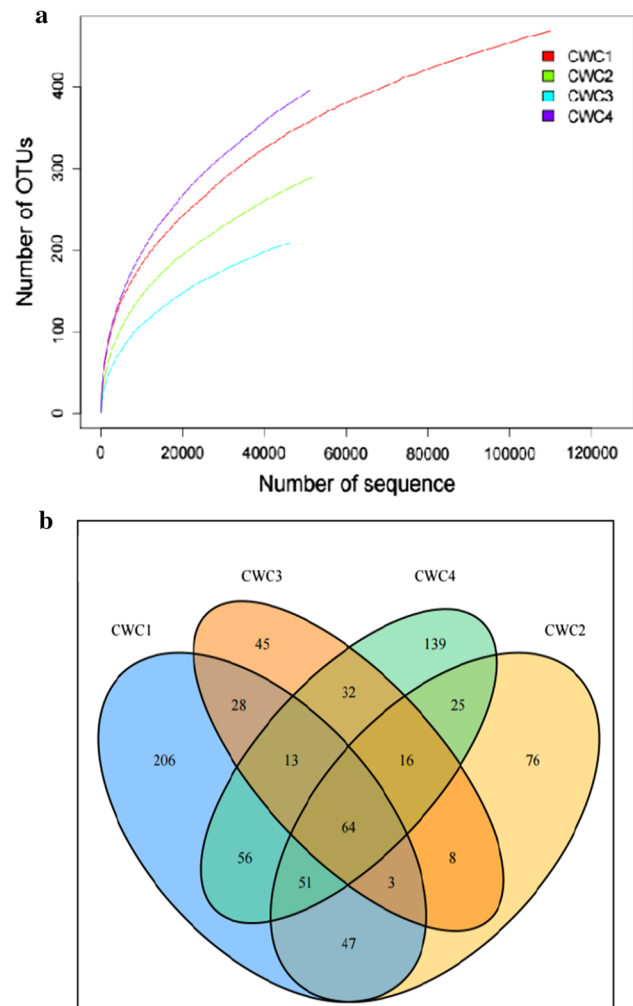 a
CWC1
CWC2
CWC3
CWC4
Number of OTUs
400
300
200
100
0
0 20000 40000 60000 80000 100000 120000
Number of sequence
b
CWC3 CWC4
CWC1 CWC2
45 139
28 32 25
206 13 16 76
64
56 51 3 8
47